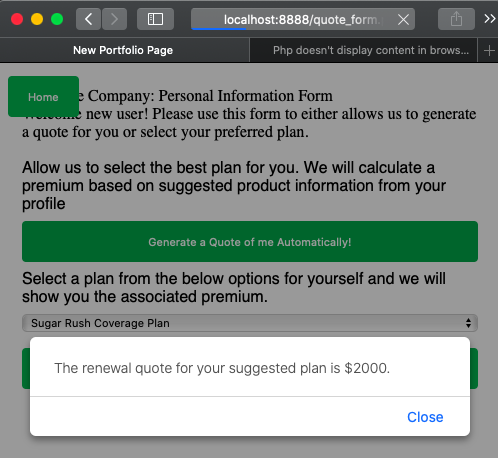 localhost:8888/quote_form.
New Portfolio Page
Php doesn't display content in brows...
Home
e Company: Personal Information Form
Welcome new user! Please use this form to either allows us to generate
a quote for you or select your preferred plan.
Allow us to select the best plan for you. We will calculate a
premium based on suggested product information from your
profile
Generate a Quote of me Automatically!
Select a plan from the below options for yourself and we will
show you the associated premium.
Sugar Rush Coverage Plan
The renewal quote for your suggested plan is $2000.
Close